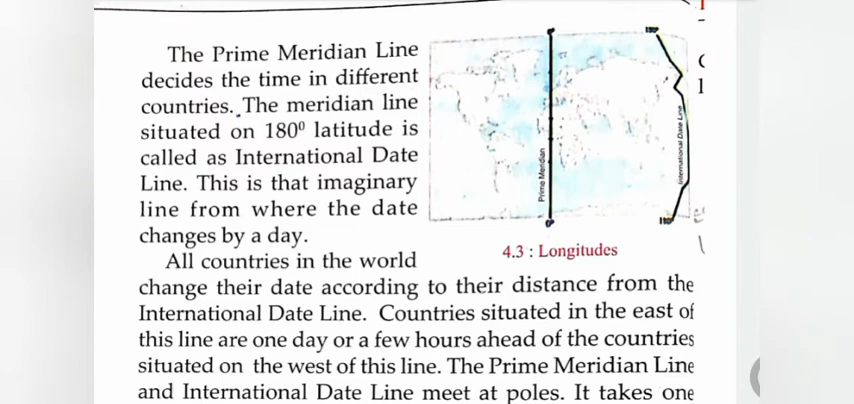 The Prime Meridian Line
decides the time in different
countries. The meridian line
situated on 180⁰ latitude is
called as International Date
Line. This is that imaginary
line from where the date
changes by a day.
180⁰
Prime Meridian
International Date Line
0⁰
180⁰
4.3 : Longitudes
All countries in the world
change their date according to their distance from the
International Date Line. Countries situated in the east of
this line are one day or a few hours ahead of the countries
situated on the west of this line. The Prime Meridian Line
and International Date Line meet at poles. It takes one